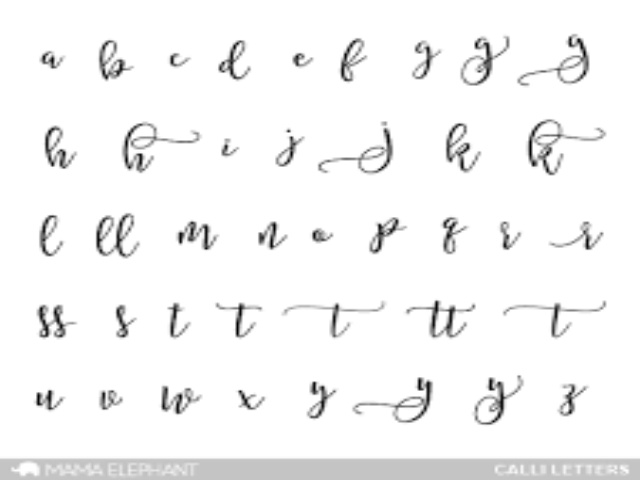 a b c d e f g g g
h h i j j k k
l ll m n o p q r r
ss s t t t tt t
u v w x y y y z
MAMA ELEPHANT CALLI LETTERS